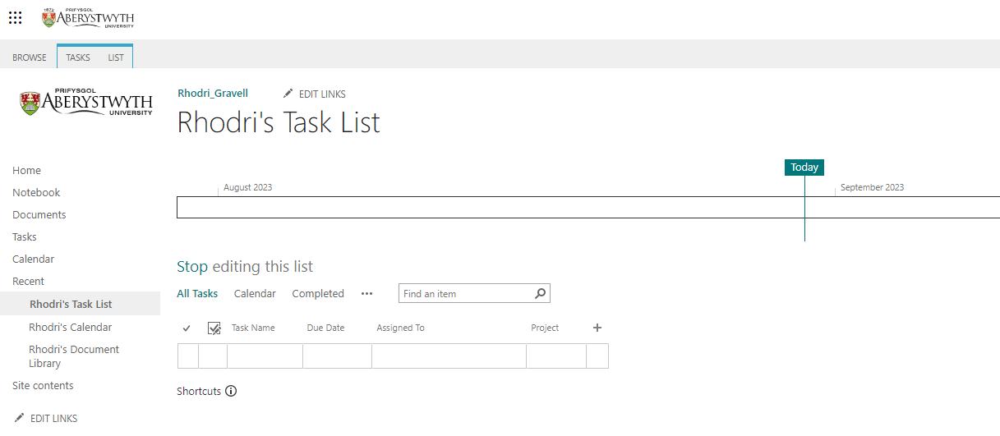 1872
PRIFYSGOL
ABERYSTWYTH
UNIVERSITY
BROWSE TASKS LIST
PRIFYSGOL
ABERYSTWYTH
UNIVERSITY
Rhodri_Gravell EDIT LINKS
Rhodri's Task List
Home
Notebook
Documents
Tasks
Calendar
Recent
Rhodri's Task List
Rhodri's Calendar
Rhodri's Document
Library
Site contents
EDIT LINKS
Today
August 2023 September 2023
Stop editing this list
All Tasks Calendar Completed ••• Find an item
Task Name Due Date Assigned To Project +
Shortcuts